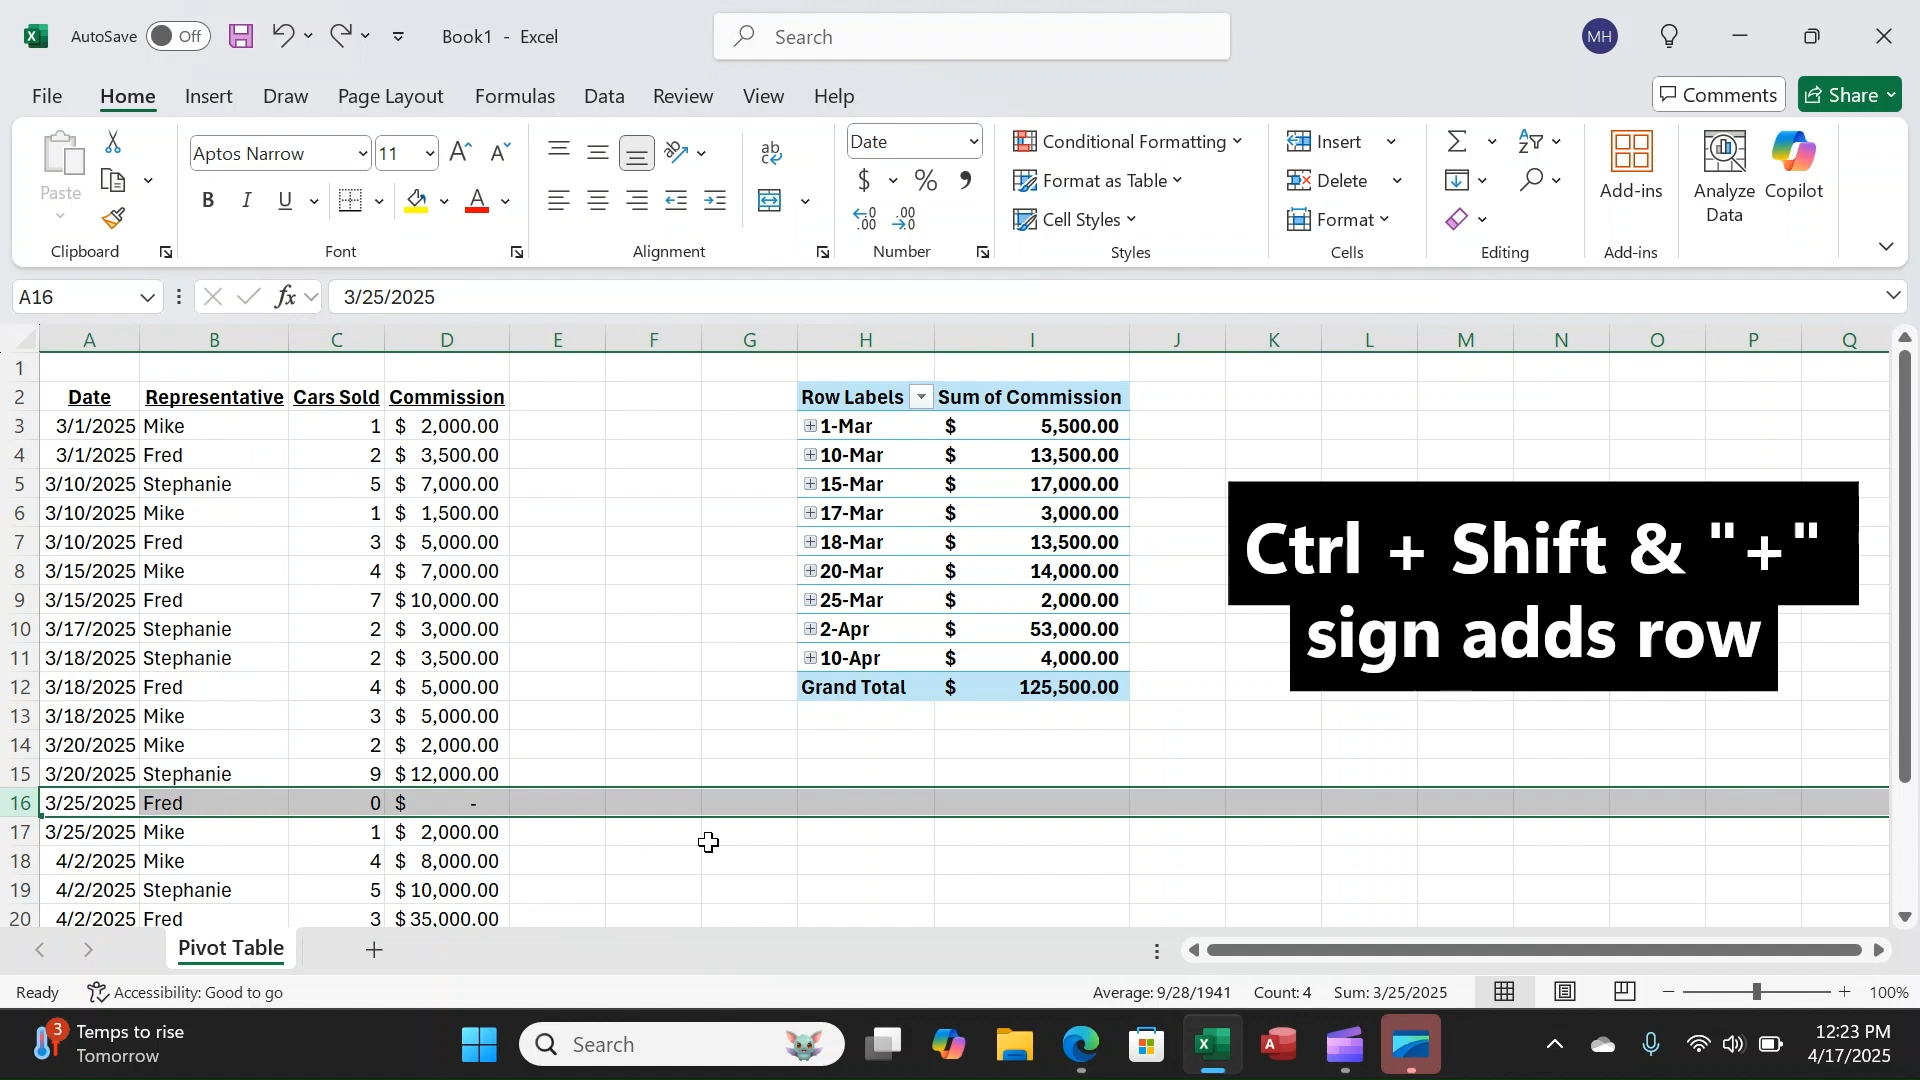 AutoSave Off Book1 - Excel Search MH
File Home Insert Draw Page Layout Formulas Data Review View Help Comments Share
Paste Aptos Narrow 11 Date Conditional Formatting Insert
Format as Table Delete Add-ins Analyze Data Copilot
B I U A ab c $ % Cell Styles Format
Clipboard Font Alignment Number Styles Cells Editing Add-ins
A16 fx 3/25/2025
A B C D E F G H I J K L M N O P Q
1
2 Date Representative Cars Sold Commission Row Labels Sum of Commission
3 3/1/2025 Mike 1 $ 2,000.00 1-Mar $ 5,500.00
4 3/1/2025 Fred 2 $ 3,500.00 10-Mar $ 13,500.00
5 3/10/2025 Stephanie 5 $ 7,000.00 15-Mar $ 17,000.00
6 3/10/2025 Mike 1 $ 1,500.00 17-Mar $ 3,000.00
7 3/10/2025 Fred 3 $ 5,000.00 18-Mar $ 13,500.00
8 3/15/2025 Mike 4 $ 7,000.00 20-Mar $ 14,000.00
9 3/15/2025 Fred 7 $ 10,000.00 25-Mar $ 2,000.00
10 3/17/2025 Stephanie 2 $ 3,000.00 2-Apr $ 53,000.00
11 3/18/2025 Stephanie 2 $ 3,500.00 10-Apr $ 4,000.00
12 3/18/2025 Fred 4 $ 5,000.00 Grand Total $ 125,500.00
13 3/18/2025 Mike 3 $ 5,000.00
14 3/20/2025 Mike 2 $ 2,000.00
15 3/20/2025 Stephanie 9 $ 12,000.00
16 3/25/2025 Fred 0 $ -
17 3/25/2025 Mike 1 $ 2,000.00
18 4/2/2025 Mike 4 $ 8,000.00
19 4/2/2025 Stephanie 5 $ 10,000.00
20 4/2/2025 Fred 3 $ 35,000.00
Ctrl + Shift & "+"
sign adds row
Pivot Table
Ready Accessibility: Good to go Average: 9/28/1941 Count: 4 Sum: 3/25/2025 100%
3 Temps to rise Search 12:23 PM
Tomorrow 4/17/2025